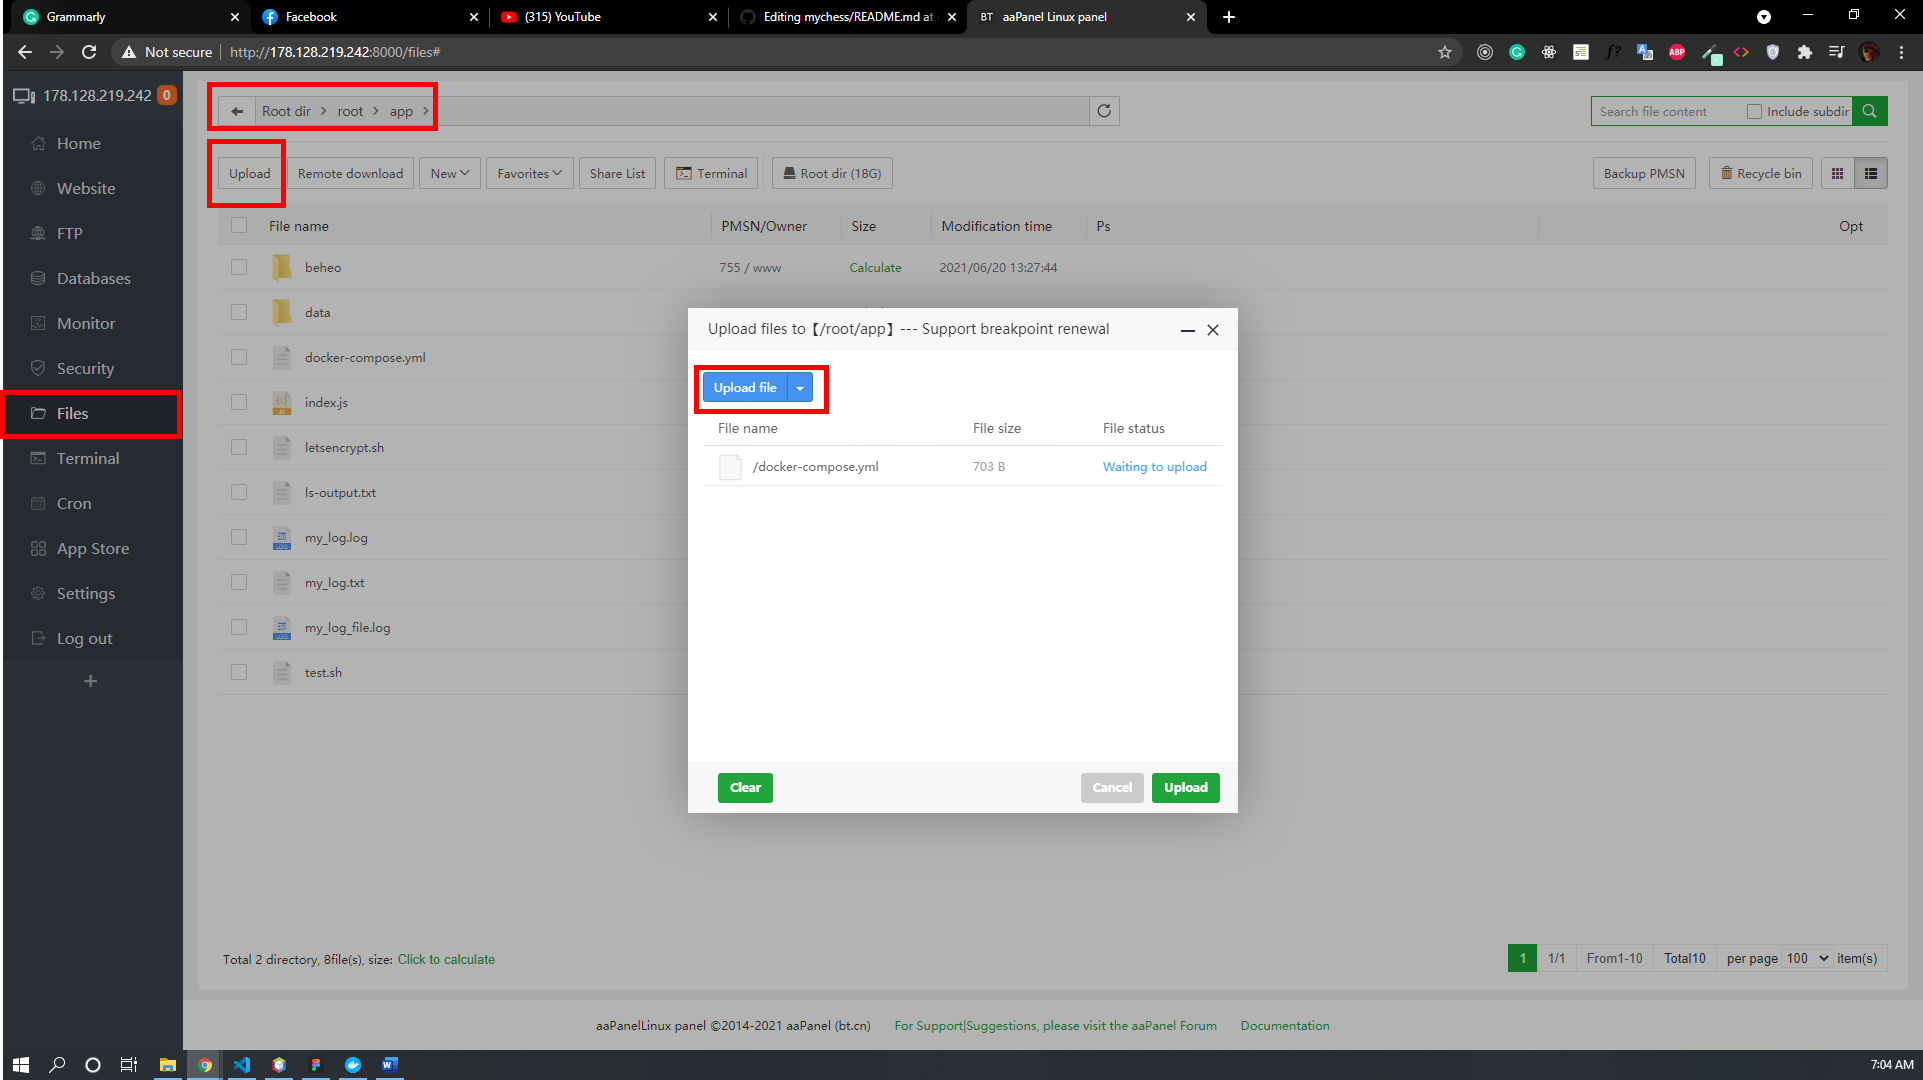 Grammarly
Facebook
(315) YouTube
Editing mychess/README.md at
BT aaPanel Linux panel
Not secure http://178.128.219.242:8000/files#
178.128.219.242 0
Root dir root app
Search file content Include subdir
Home
Website
FTP
Databases
Monitor
Security
Files
Terminal
Cron
App Store
Settings
Log out
Upload Remote download New Favorites Share List Terminal Root dir (18G) Backup PMSN Recycle bin
File name PMSN/Owner Size Modification time Ps Opt
beheo 755 / www Calculate 2021/06/20 13:27:44
data
docker-compose.yml
index.js
letsencrypt.sh
ls-output.txt
my_log.log
my_log.txt
my_log_file.log
test.sh
Upload files to【/root/app】--- Support breakpoint renewal
Upload file
File name File size File status
/docker-compose.yml 703 B Waiting to upload
Clear Cancel Upload
Total 2 directory, 8file(s), size: Click to calculate
1 1/1 From1-10 Total10 per page 100 item(s)
aaPanelLinux panel ©2014-2021 aaPanel (bt.cn) For Support|Suggestions, please visit the aaPanel Forum Documentation
7:04 AM